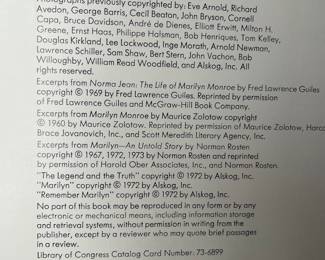 Photographs previously copyrighted by: Eve Arnold, Richard
Avedon, George Barris, Cecil Beaton, John Bryson, Cornell
Capa, Bruce Davidson, André de Dienes, Elliott Erwitt, Milton H.
Greene, Ernst Haas, Philippe Halsman, Bob Henriques, Tom Kelley,
Douglas Kirkland, Lee Lockwood, Inge Morath, Arnold Newman,
Lawrence Schiller, Sam Shaw, Bert Stern, John Vachon, Bob
Willoughby, William Read Woodfield, and Alskog, Inc. All
rights reserved.
Excerpts from Norma Jean: The Life of Marilyn Monroe by Fred Lawrence Guiles
copyright © 1969 by Fred Lawrence Guiles. Reprinted by permission
of Fred Lawrence Guiles and McGraw-Hill Book Company.
Excerpts from Marilyn Monroe by Maurice Zolotow copyright
© 1960 by Maurice Zolotow. Reprinted by permission of Maurice Zolotow, Harco
Brace Jovanovich, Inc., and Scott Meredith Literary Agency, Inc.
Excerpts from Marilyn—An Untold Story by Norman Rosten
copyright © 1967, 1972, 1973 by Norman Rosten and reprinted
by permission of Harold Ober Associates, Inc., and Norman Rosten.
"The Legend and the Truth" copyright © 1972 by Alskog, Inc.
"Marilyn" copyright © 1972 by Alskog, Inc.
"Remember Marilyn" copyright © 1972 by Alskog, Inc.
No part of this book may be reproduced in any form or by any
electronic or mechanical means, including information storage
and retrieval systems, without permission in writing from the
publisher, except by a reviewer who may quote brief passages
in a review.
Library of Congress Catalog Card Number: 73-6899